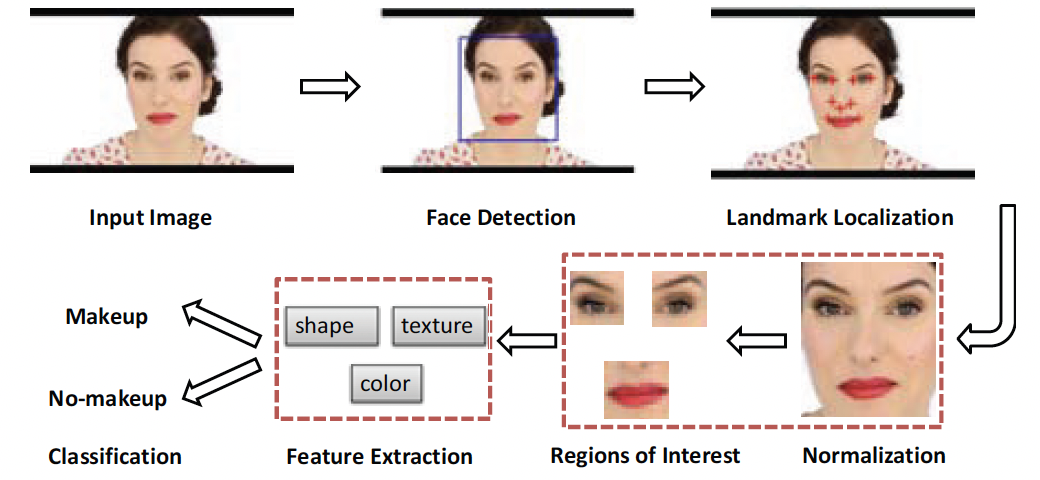 Input Image
Face Detection
Landmark Localization
Makeup
No-makeup
shape
texture
color
Classification
Feature Extraction
Regions of Interest
Normalization